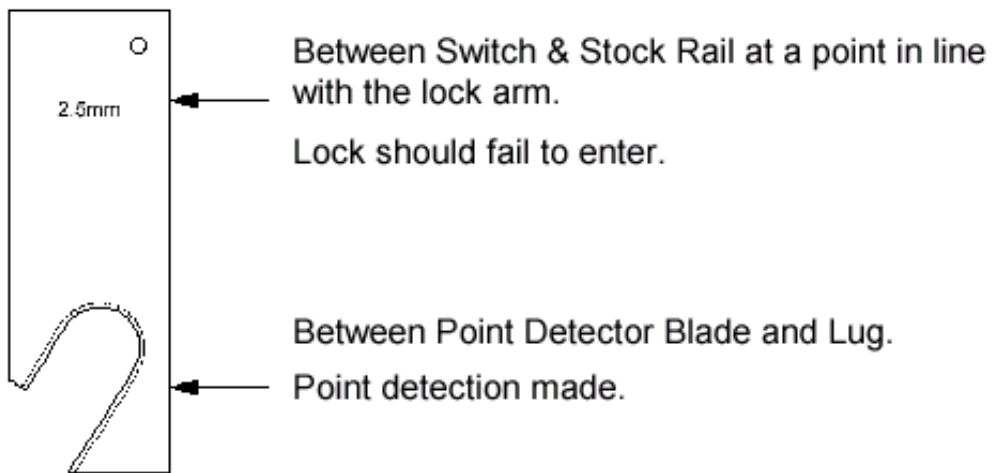 Between Switch & Stock Rail at a point in line
with the lock arm.
2.5mm
Lock should fail to enter.
Between Point Detector Blade and Lug.
Point detection made.